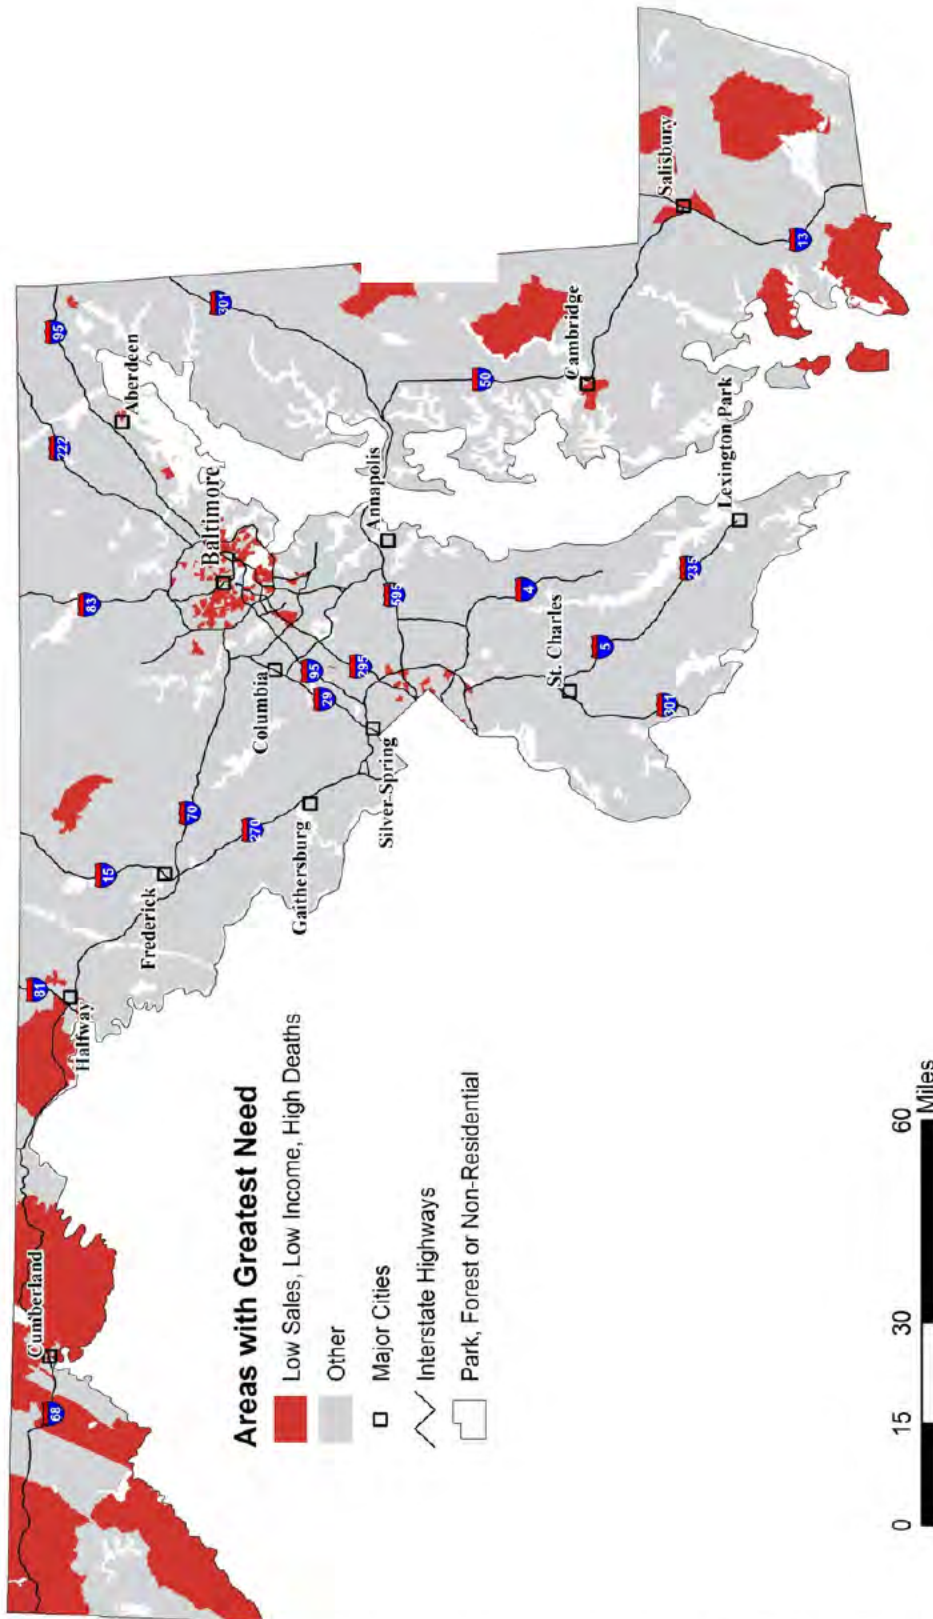 68
Cumberland
81
Halfway
15
Frederick
70
270
Gaithersburg
83
222
95
Aberdeen
Baltimore
Columbia
29
95
295
Silver Spring
595
Annapolis
301
50
4
St. Charles
5
301
235
Lexington Park
Cambridge
Salisbury
13
Areas with Greatest Need
Low Sales, Low Income, High Deaths
Other
Major Cities
Interstate Highways
Park, Forest or Non-Residential
0 15 30 60
Miles